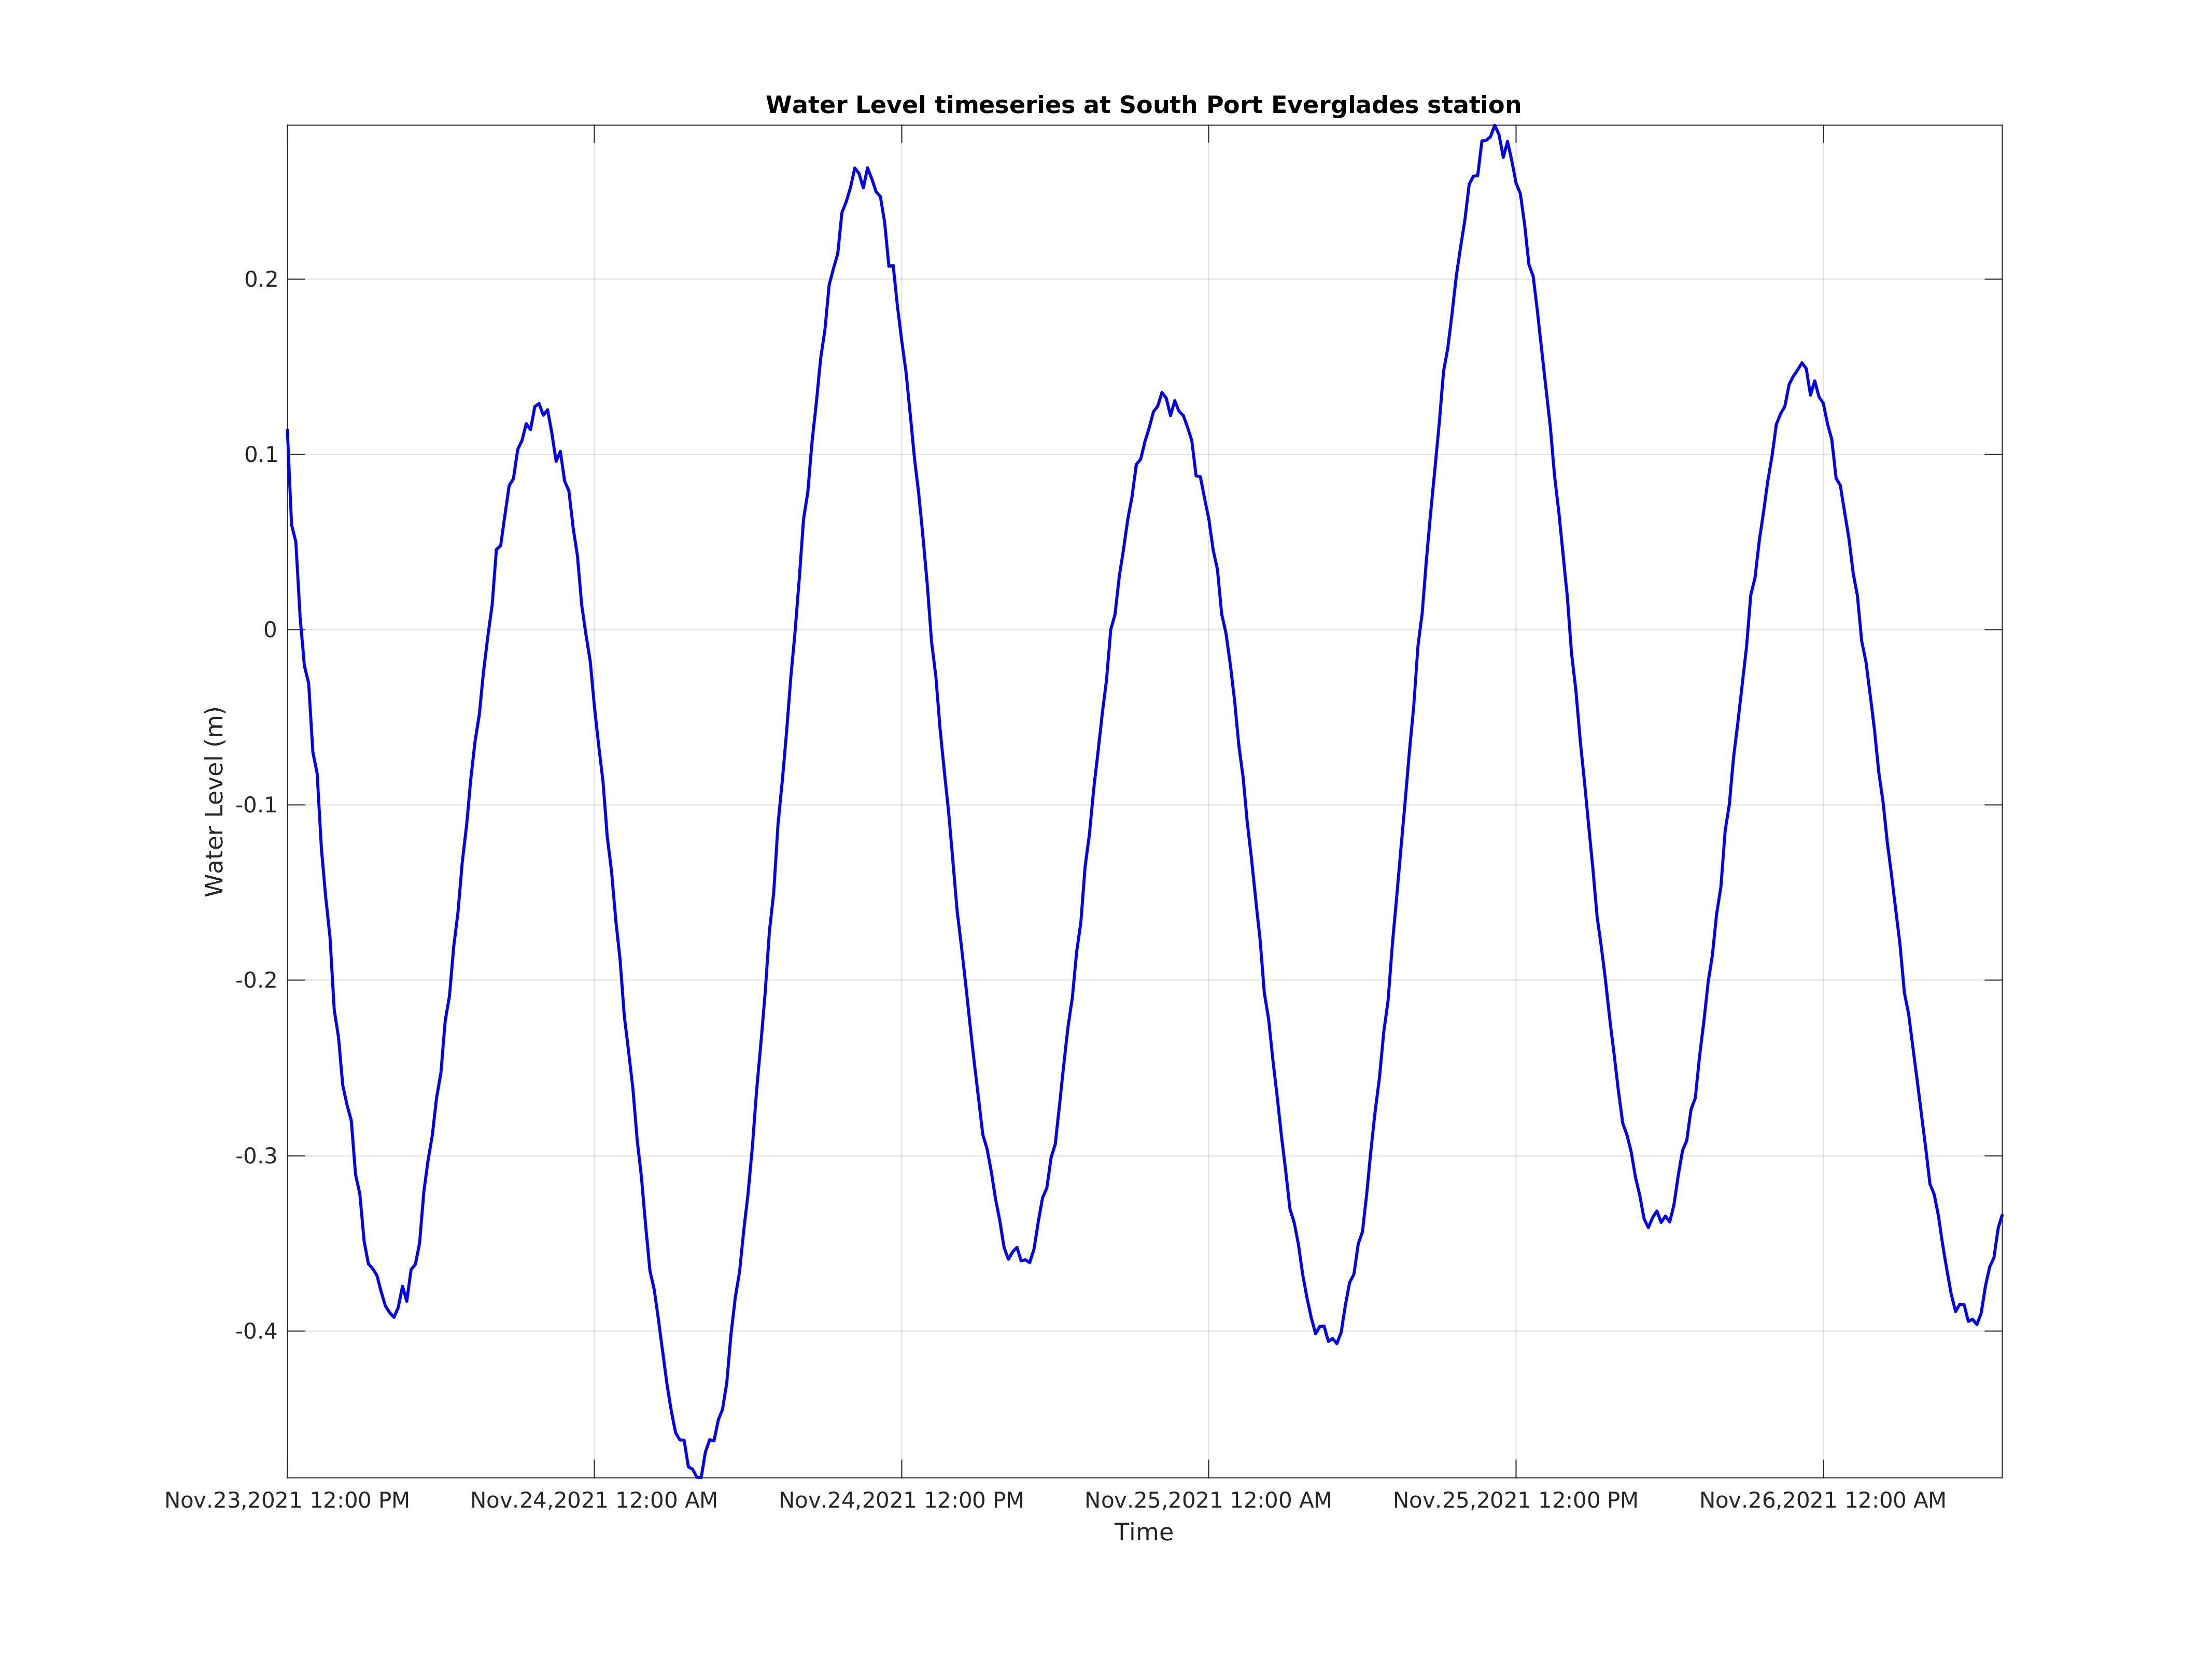 Water Level timeseries at South Port Everglades station
0.2
0.1
0
-0.1
-0.2
-0.3
-0.4
Water Level (m)
Nov.23,2021 12:00 PM
Nov.24,2021 12:00 AM
Nov.24,2021 12:00 PM
Nov.25,2021 12:00 AM
Nov.25,2021 12:00 PM
Nov.26,2021 12:00 AM
Time